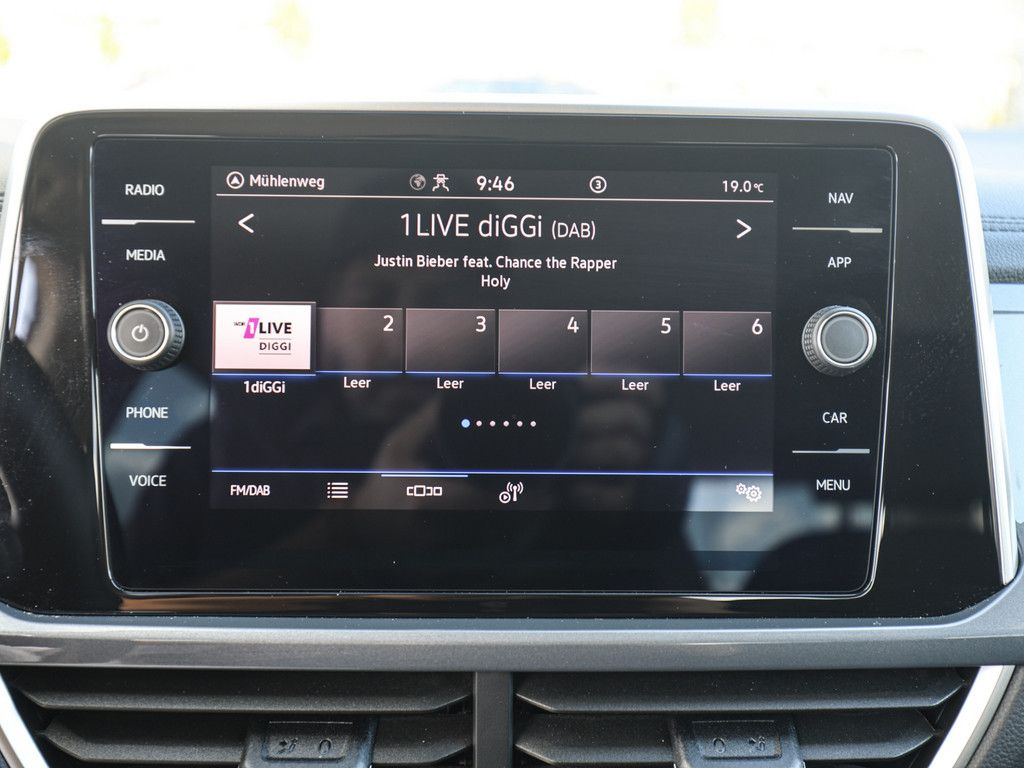 RADIO
MEDIA
PHONE
VOICE
Mühlenweg 9:46 3 19.0°C
< 1LIVE diGGi (DAB) >
Justin Bieber feat. Chance the Rapper
Holy
1LIVE
DIGGI
2 3 4 5 6
1diGGi Leer Leer Leer Leer Leer
FM/DAB
NAV
APP
CAR
MENU
0 0